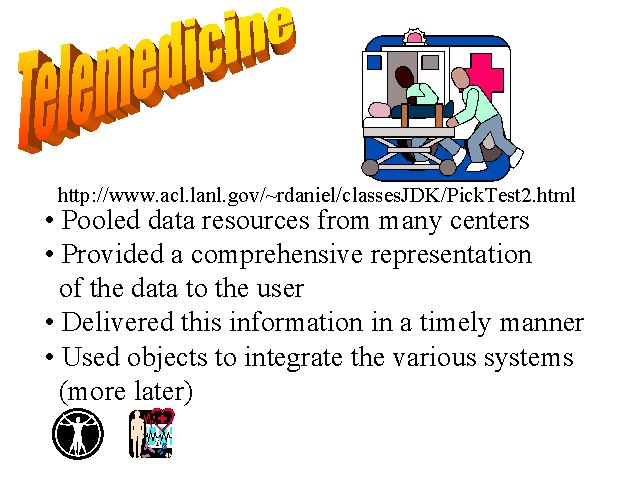 Telemedicine
http://www.acl.lanl.gov/~rdaniel/classesJDK/PickTest2.html
• Pooled data resources from many centers
• Provided a comprehensive representation
of the data to the user
• Delivered this information in a timely manner
• Used objects to integrate the various systems
(more later)